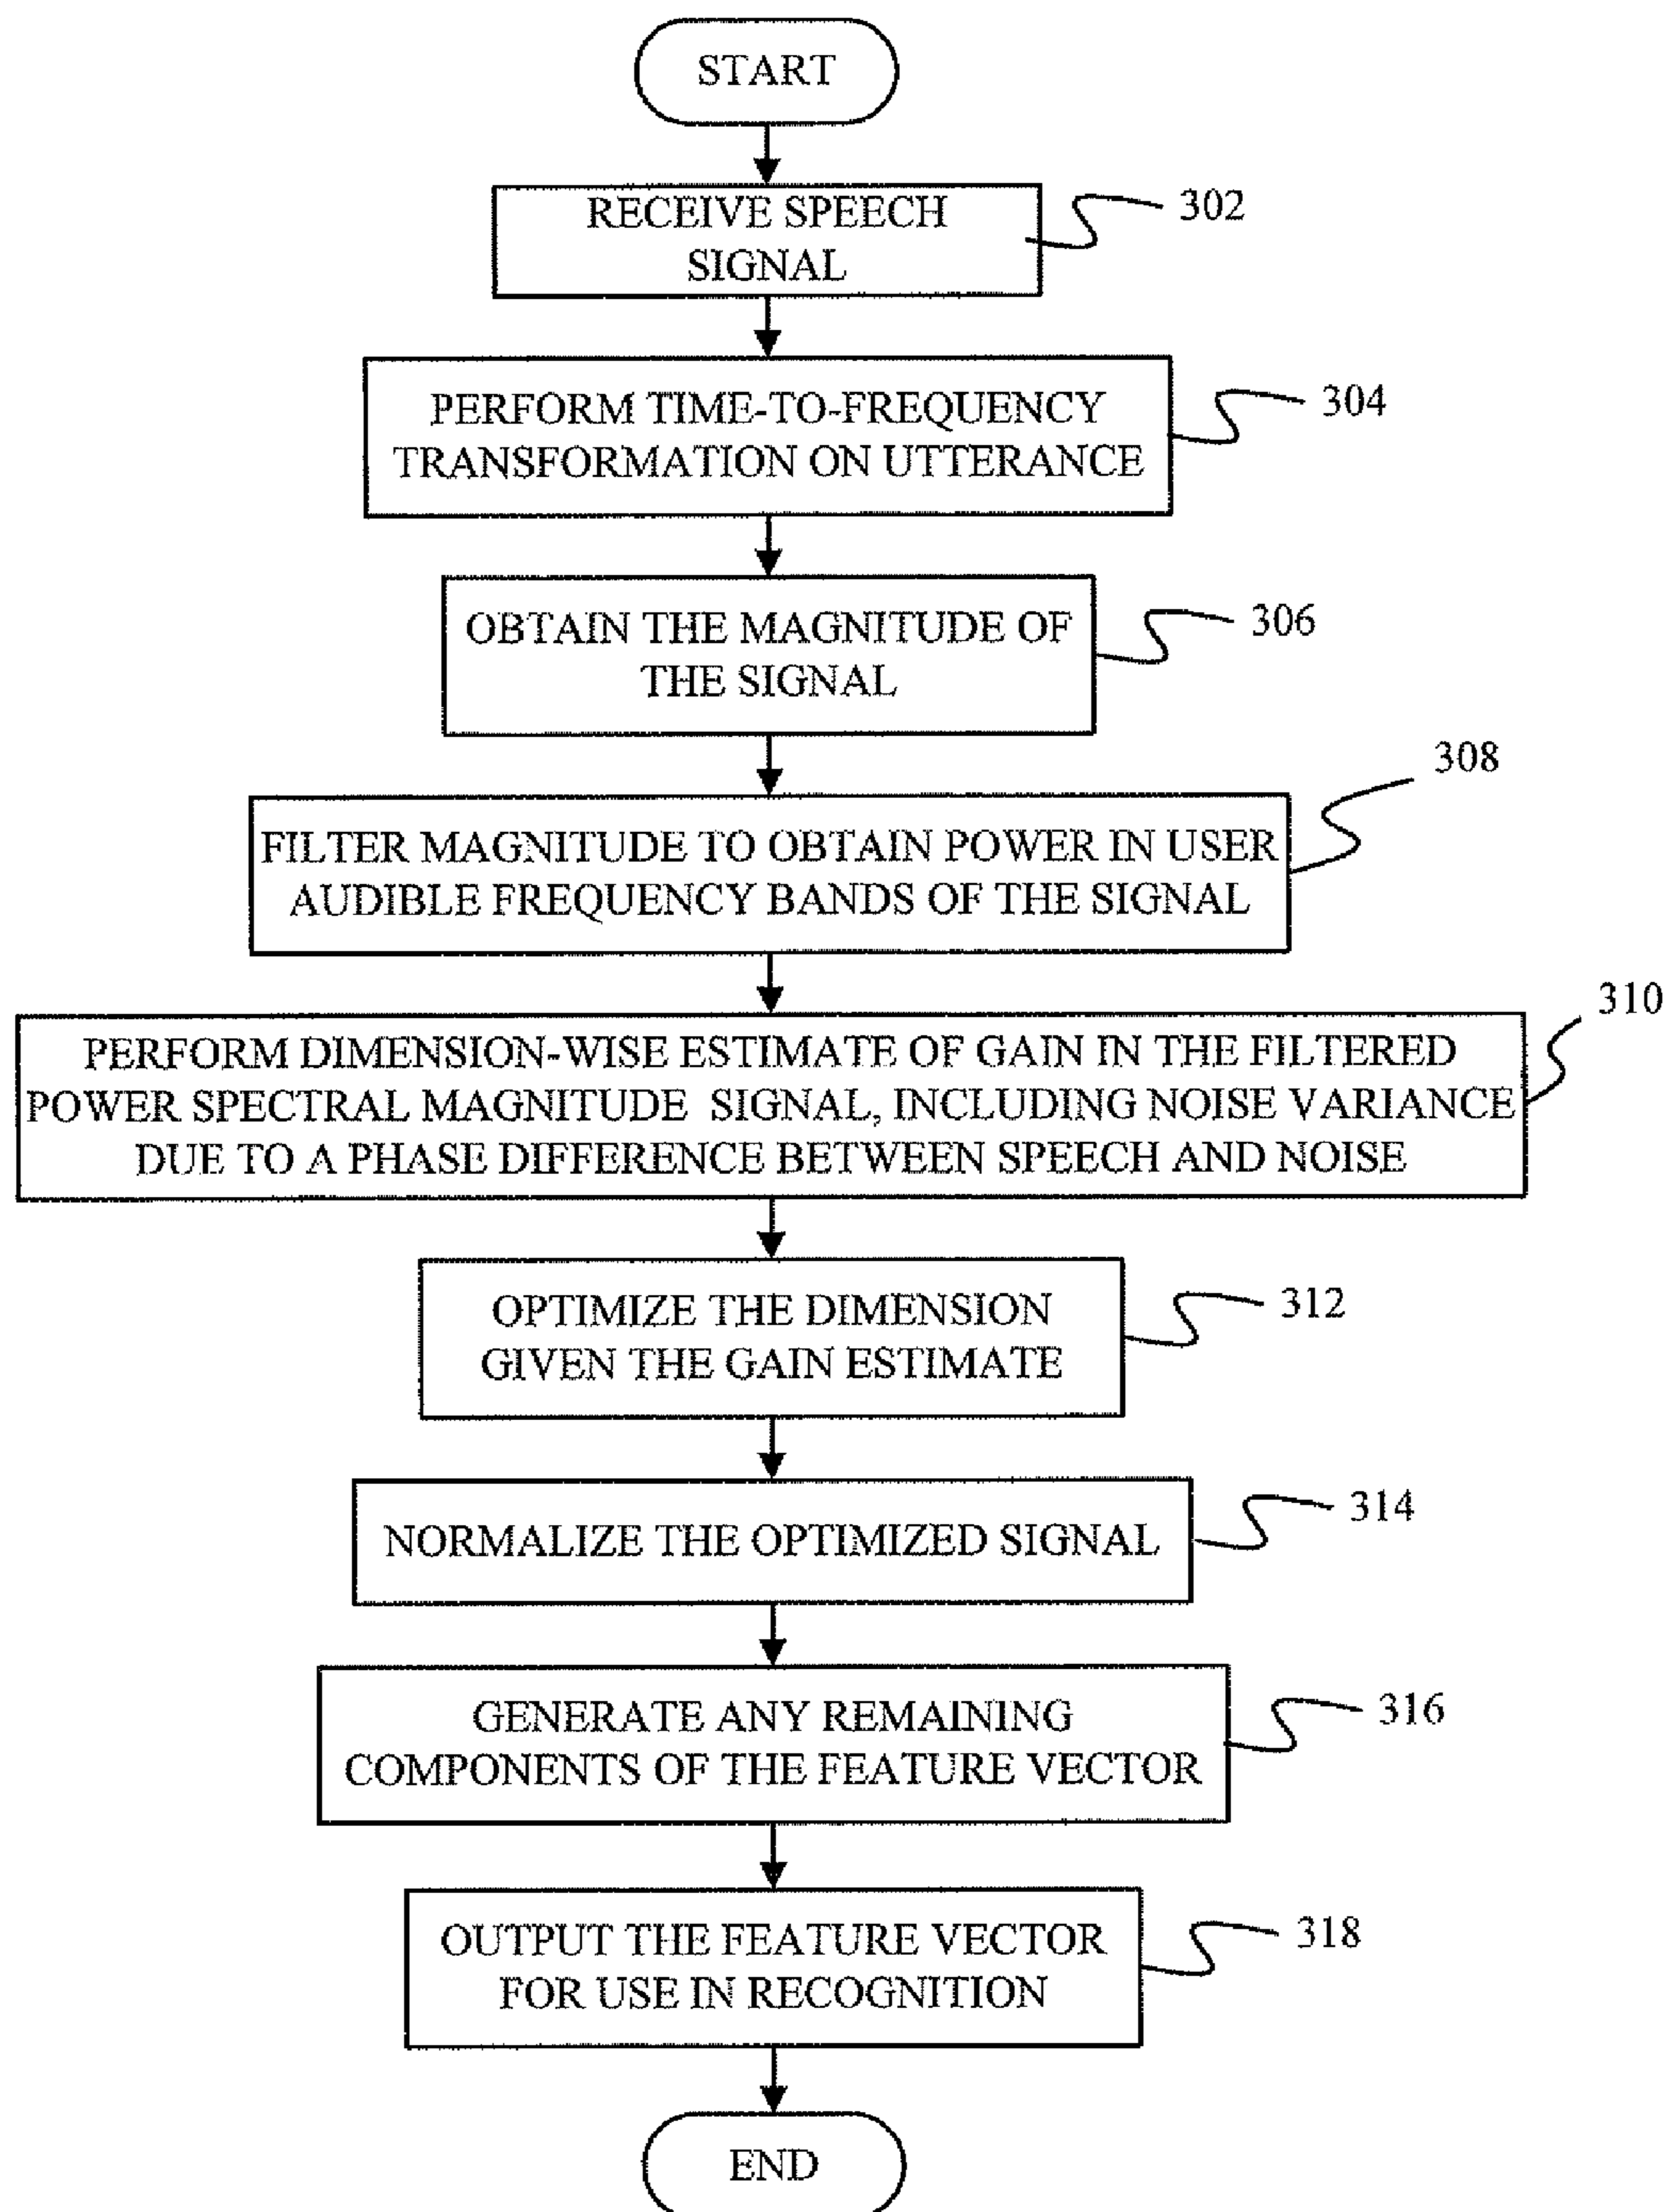 START
RECEIVE SPEECH
SIGNAL
302
PERFORM TIME-TO-FREQUENCY
TRANSFORMATION ON UTTERANCE
304
OBTAIN THE MAGNITUDE OF
THE SIGNAL
306
FILTER MAGNITUDE TO OBTAIN POWER IN USER
AUDIBLE FREQUENCY BANDS OF THE SIGNAL
308
PERFORM DIMENSION-WISE ESTIMATE OF GAIN IN THE FILTERED
POWER SPECTRAL MAGNITUDE SIGNAL, INCLUDING NOISE VARIANCE
DUE TO A PHASE DIFFERENCE BETWEEN SPEECH AND NOISE
310
OPTIMIZE THE DIMENSION
GIVEN THE GAIN ESTIMATE
312
NORMALIZE THE OPTIMIZED SIGNAL
314
GENERATE ANY REMAINING
COMPONENTS OF THE FEATURE VECTOR
316
OUTPUT THE FEATURE VECTOR
FOR USE IN RECOGNITION
318
END